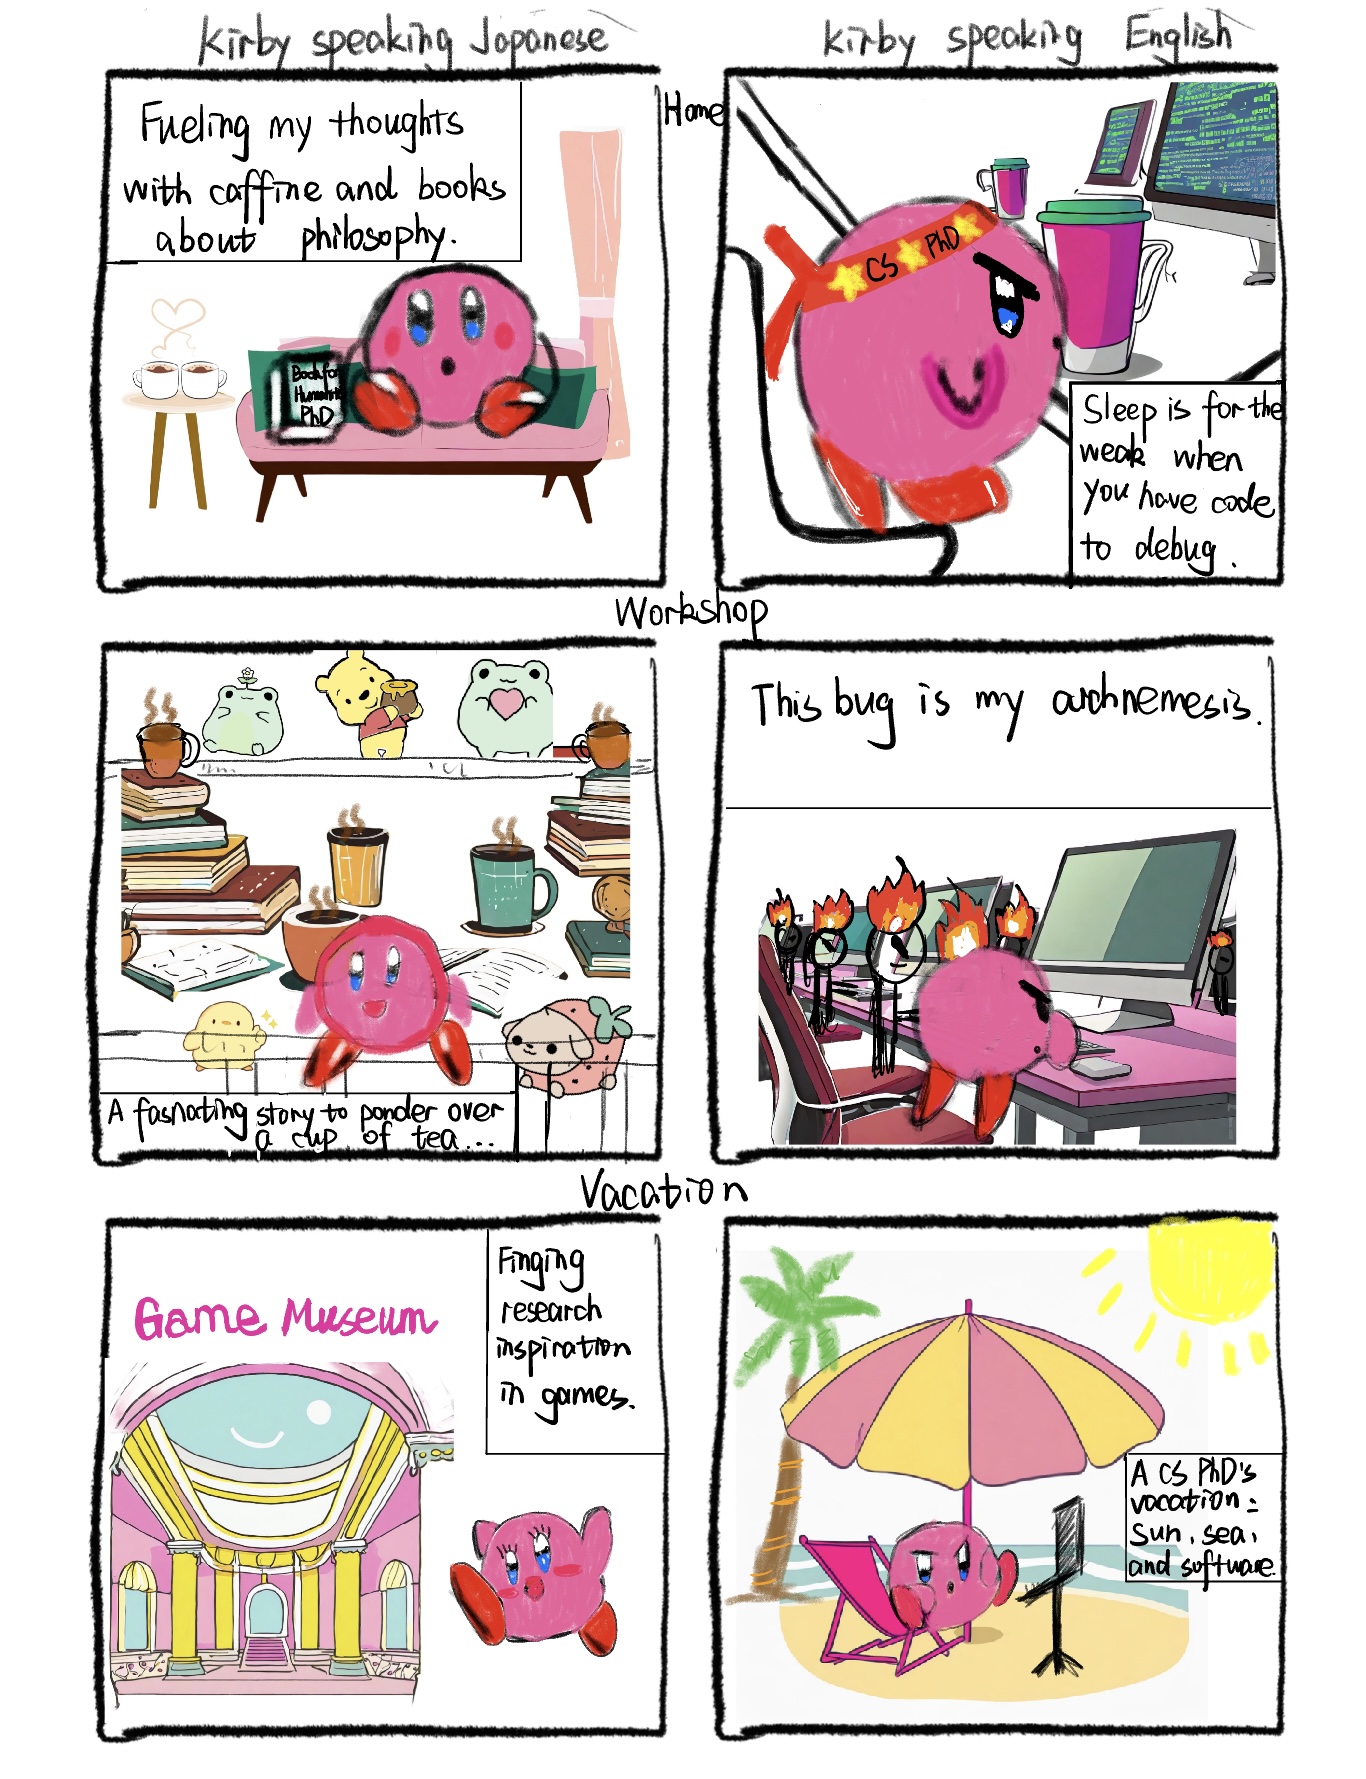 Kirby speaking Japanese
Kirby speaking English
Home
Fueling my thoughts
with caffine and books
about philosophy.
Book for
Humanities
PhD
CS PhD
Sleep is for the
weak when
you have code
to debug.
Workshop
A fasnating story to ponder over
a cup of tea...
This bug is my archnemesis.
Vacation
Game Museum
Finging
research
inspiration
in games.
A CS PhD's
vacation:
Sun, sea,
and software.